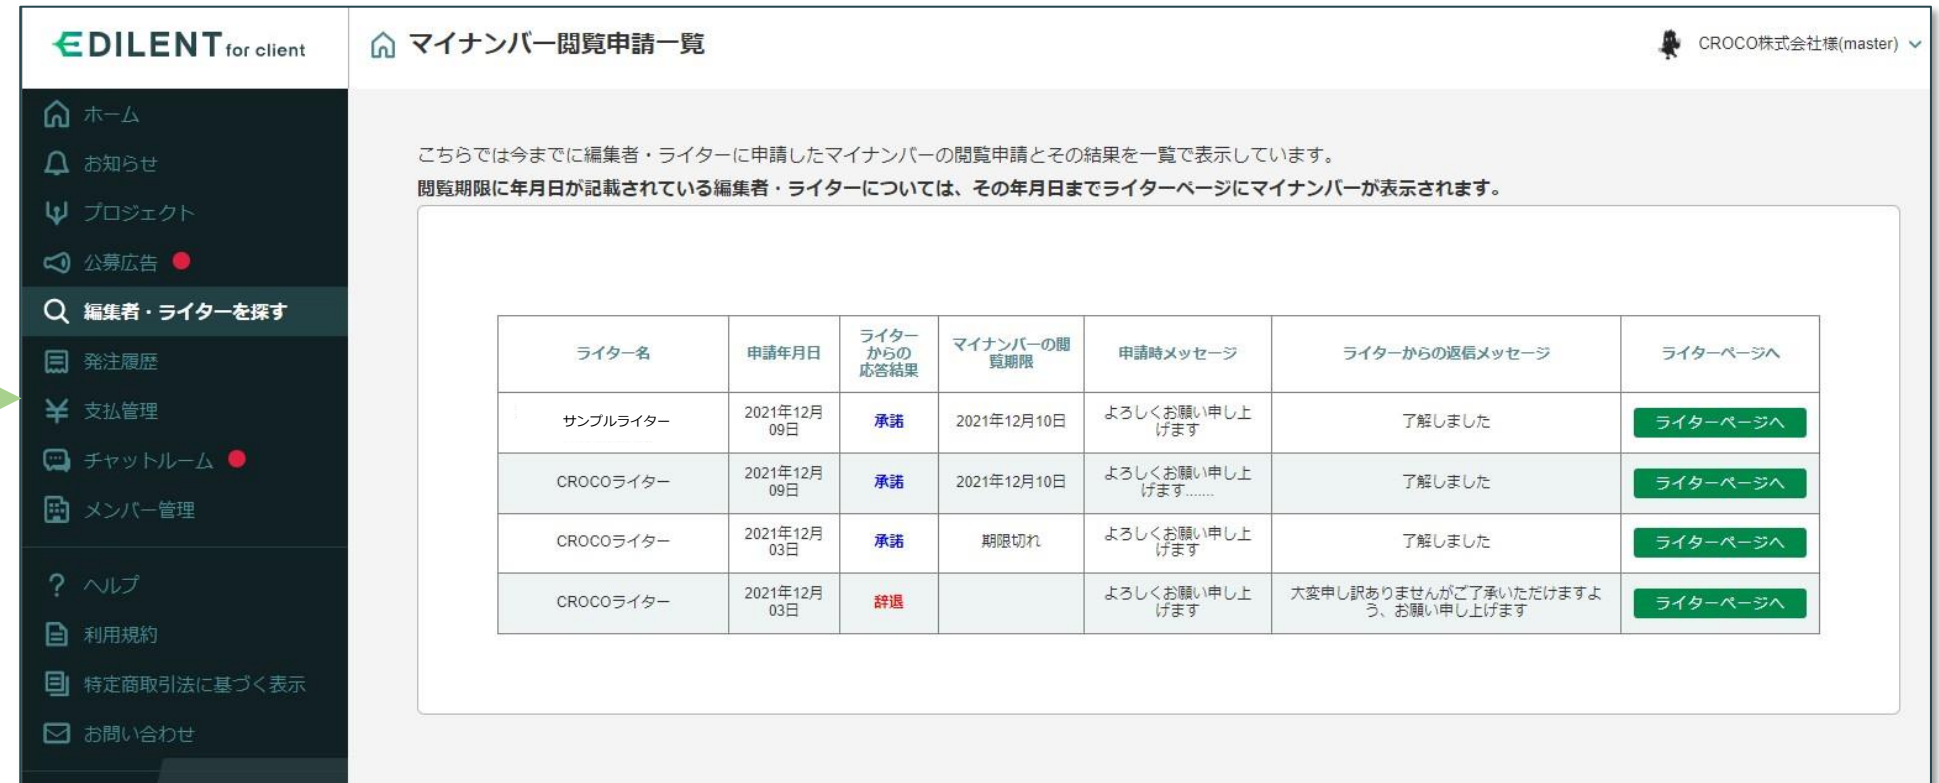 EDILENT for client
マイナンバー閲覧申請一覧
CROCO株式会社様(master)
ホーム
お知らせ
プロジェクト
公募広告
編集者・ライターを探す
発注履歴
支払管理
チャットルーム
メンバー管理
ヘルプ
利用規約
特定商取引法に基づく表示
お問い合わせ
こちらでは今までに編集者・ライターに申請したマイナンバーの閲覧申請とその結果を一覧で表示しています。
閲覧期限に年月日が記載されている編集者・ライターについては、その年月日までライターページにマイナンバーが表示されます。
ライター名
申請年月日
ライター
からの
応答結果
マイナンバーの閲
覧期限
申請時メッセージ
ライターからの返信メッセージ
ライターページへ
サンプルライター
2021年12月
09日
承諾
2021年12月10日
よろしくお願い申し上
げます
了解しました
ライターページへ
CROCOライター
2021年12月
09日
承諾
2021年12月10日
よろしくお願い申し上
げます.......
了解しました
ライターページへ
CROCOライター
2021年12月
03日
承諾
期限切れ
よろしくお願い申し上
げます
了解しました
ライターページへ
CROCOライター
2021年12月
03日
辞退
よろしくお願い申し上
げます
大変申し訳ありませんがご了承いただけますよ
う、お願い申し上げます
ライターページへ